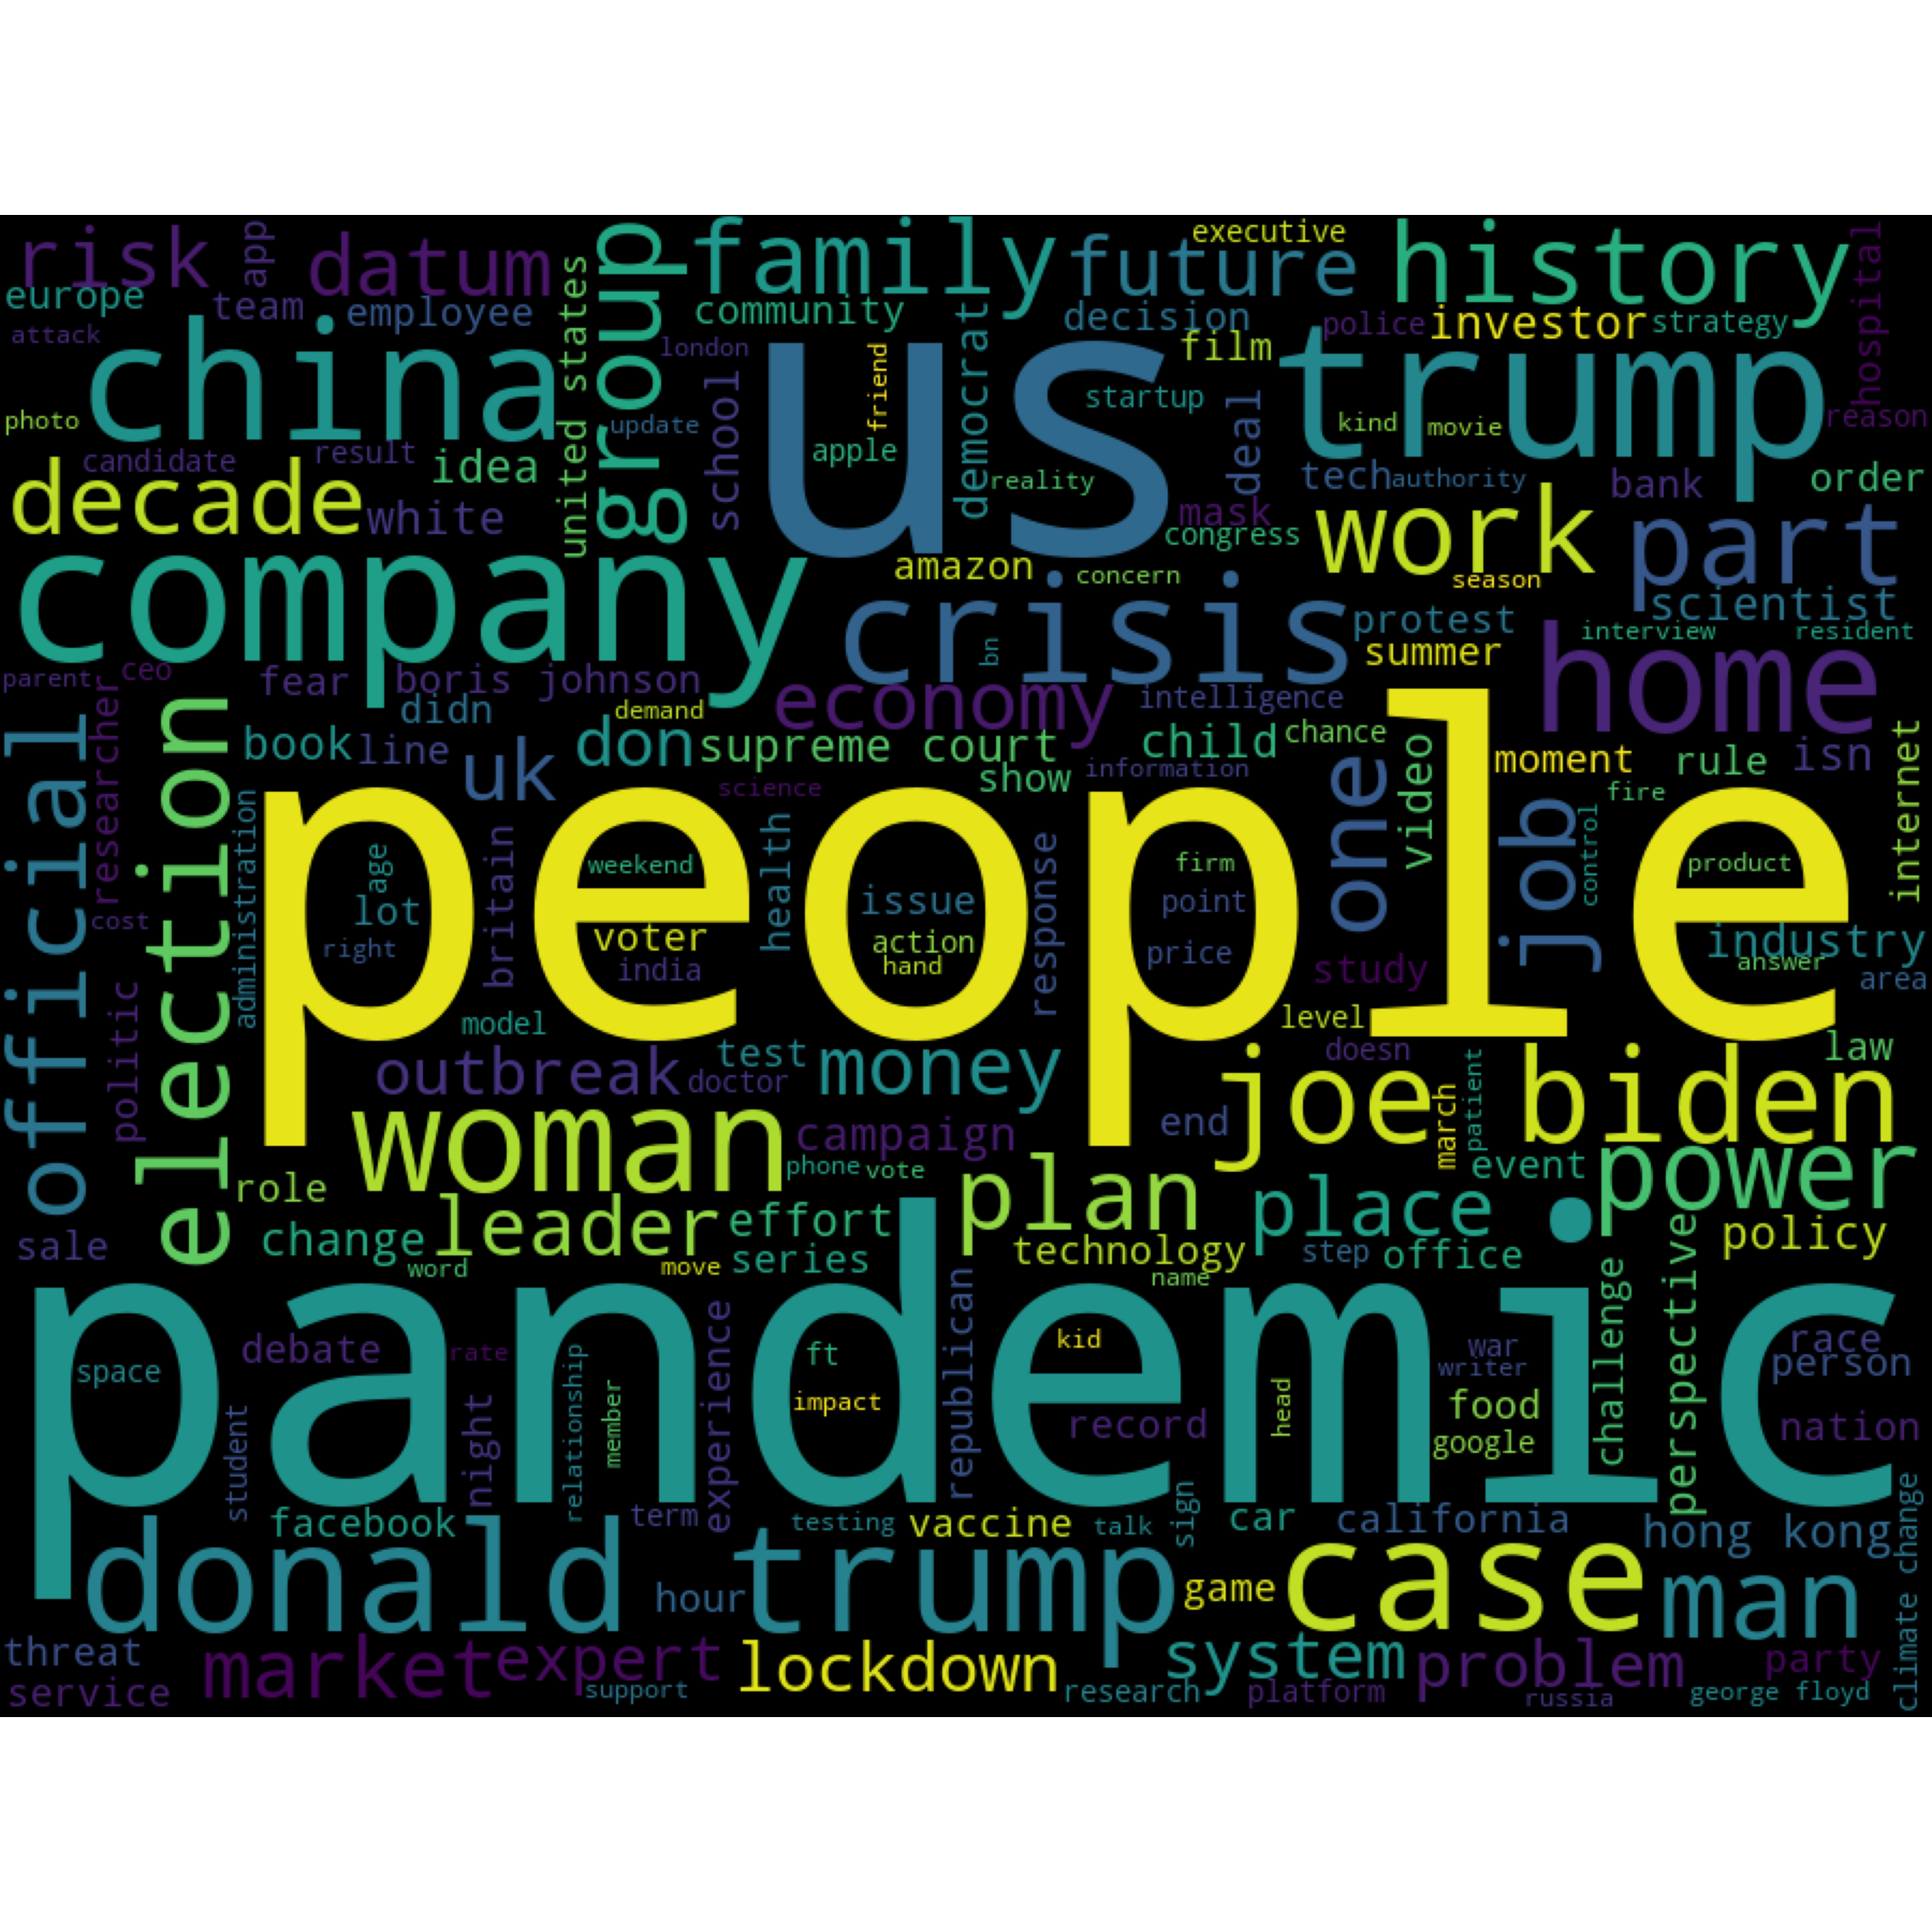 risk
app
datum
group
family
future
executive
history
hospital
europe
team
employee
united states
community
democrat
decision
film
police
investor
strategy
attack
china
london
school
us
friend
startup
deal
trump
kind
movie
reason
photo
update
apple
reality
candidate
result
idea
tech
authority
bank
order
decade
white
mask
congress
work
part
company
amazon
concern
season
scientist
crisis
protest
interview
resident
bn
summer
home
parent
ceo
researcher
fear
boris johnson
economy
intelligence
official
election
didn
demand
book
line
uk
don
supreme court
child
chance
show
information
science
one
video
moment
rule
isn
internet
job
fire
control
people
administration
age
weekend
health
firm
product
cost
lot
britain
issue
response
point
right
voter
action
india
hand
price
study
industry
answer
area
politic
model
level
outbreak
test
doctor
money
doesn
law
joe biden
march
patient
woman
campaign
end
phone
vote
event
power
role
plan
place
sale
change
leader
effort
series
technology
step
office
policy
word
move
name
perspective
challenge
pandemic
debate
rate
relationship
experience
ft
republican
kid
war
writer
race
person
space
student
night
member
impact
record
head
food
google
nation
facebook
term
testing
vaccine
talk
sign
car
california
hong kong
climate change
donald trump
hour
game
case
man
threat
service
market
expert
support
lockdown
research
system
platform
problem
russia
party
george floyd